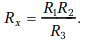 Rₓ = R₁R₂ / R₃.